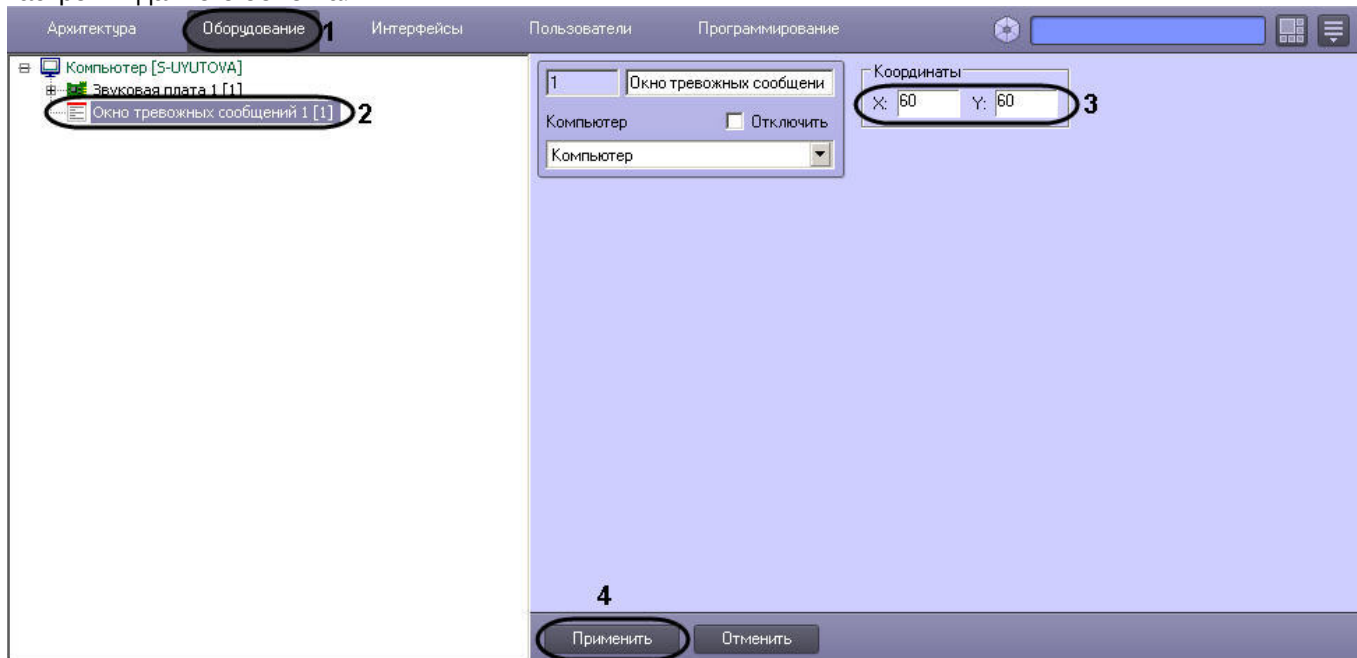 Архитектура Оборудование 1 Интерфейсы Пользователи Программирование
Компьютер [S-UYUTOVA]
Звуковая плата 1 [1]
Окно тревожных сообщений 1 [1] 2
1 Окно тревожных сообщени
Компьютер Отключить
Компьютер
Координаты
X: 60 Y: 60 3
4
Применить Отменить